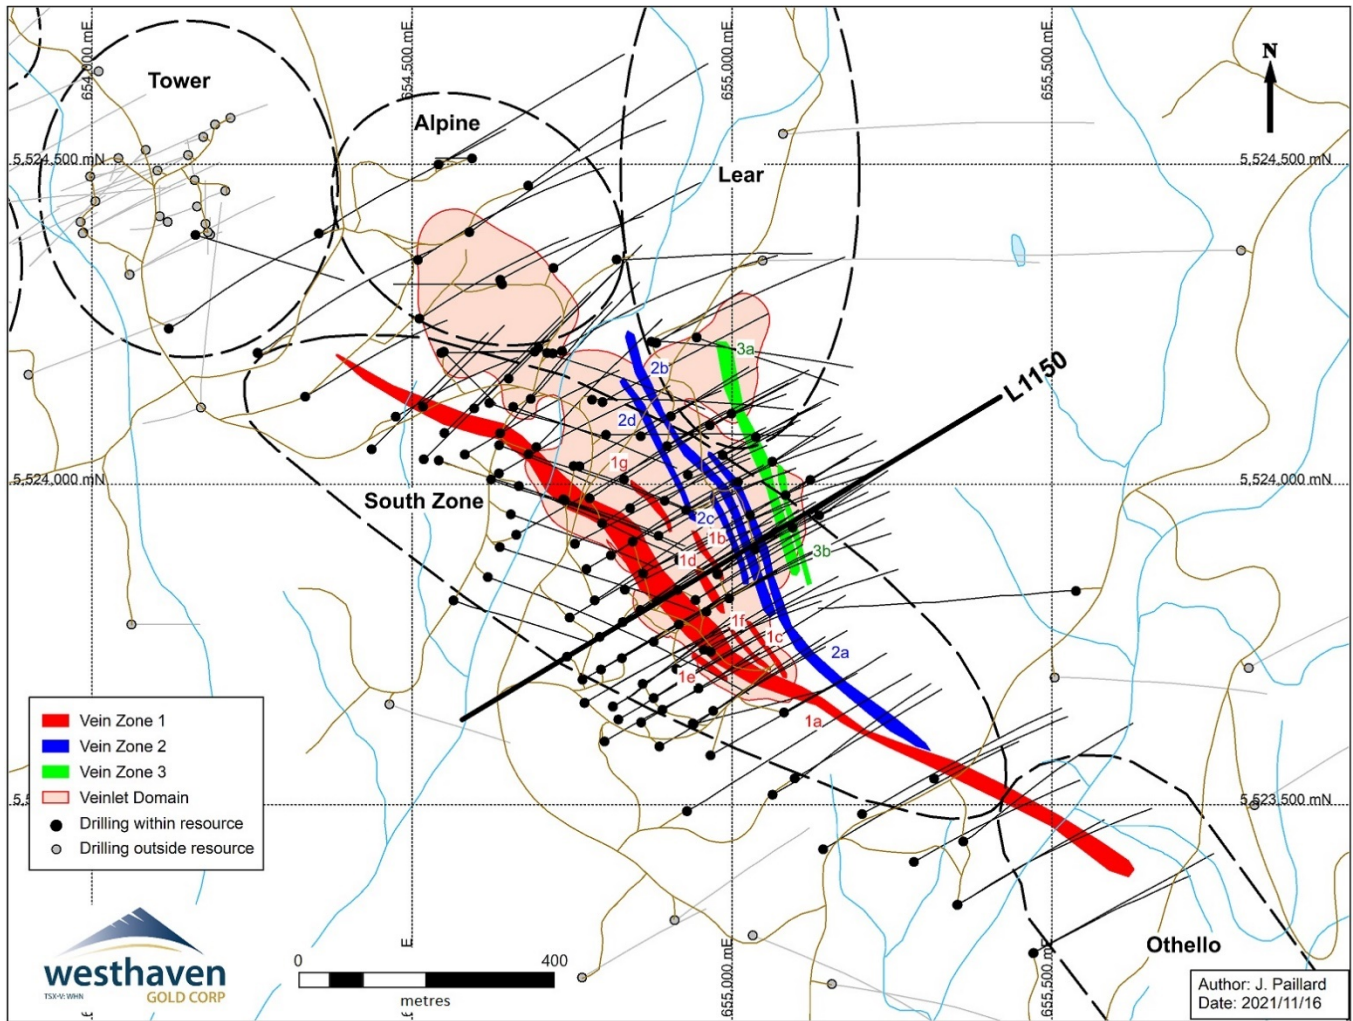 654,000 mE
654,500 mE
655,000 mE
655,500 mE
N
Tower
Alpine
Lear
5,524,500 mN
5,524,500 mN
3a
2b
L1150
2d
1g
5,524,000 mN
5,524,000 mN
South Zone
2c
1b
3b
1d
1f
1c
2a
1e
1a
Vein Zone 1
Vein Zone 2
Vein Zone 3
Veinlet Domain
Drilling within resource
Drilling outside resource
5,5
5,623,500 mN
Othello
westhaven
TSX-V: WHN
GOLD CORP
0
400
metres
E
655,000 mE
655,500 mE
Author: J. Paillard
Date: 2021/11/16